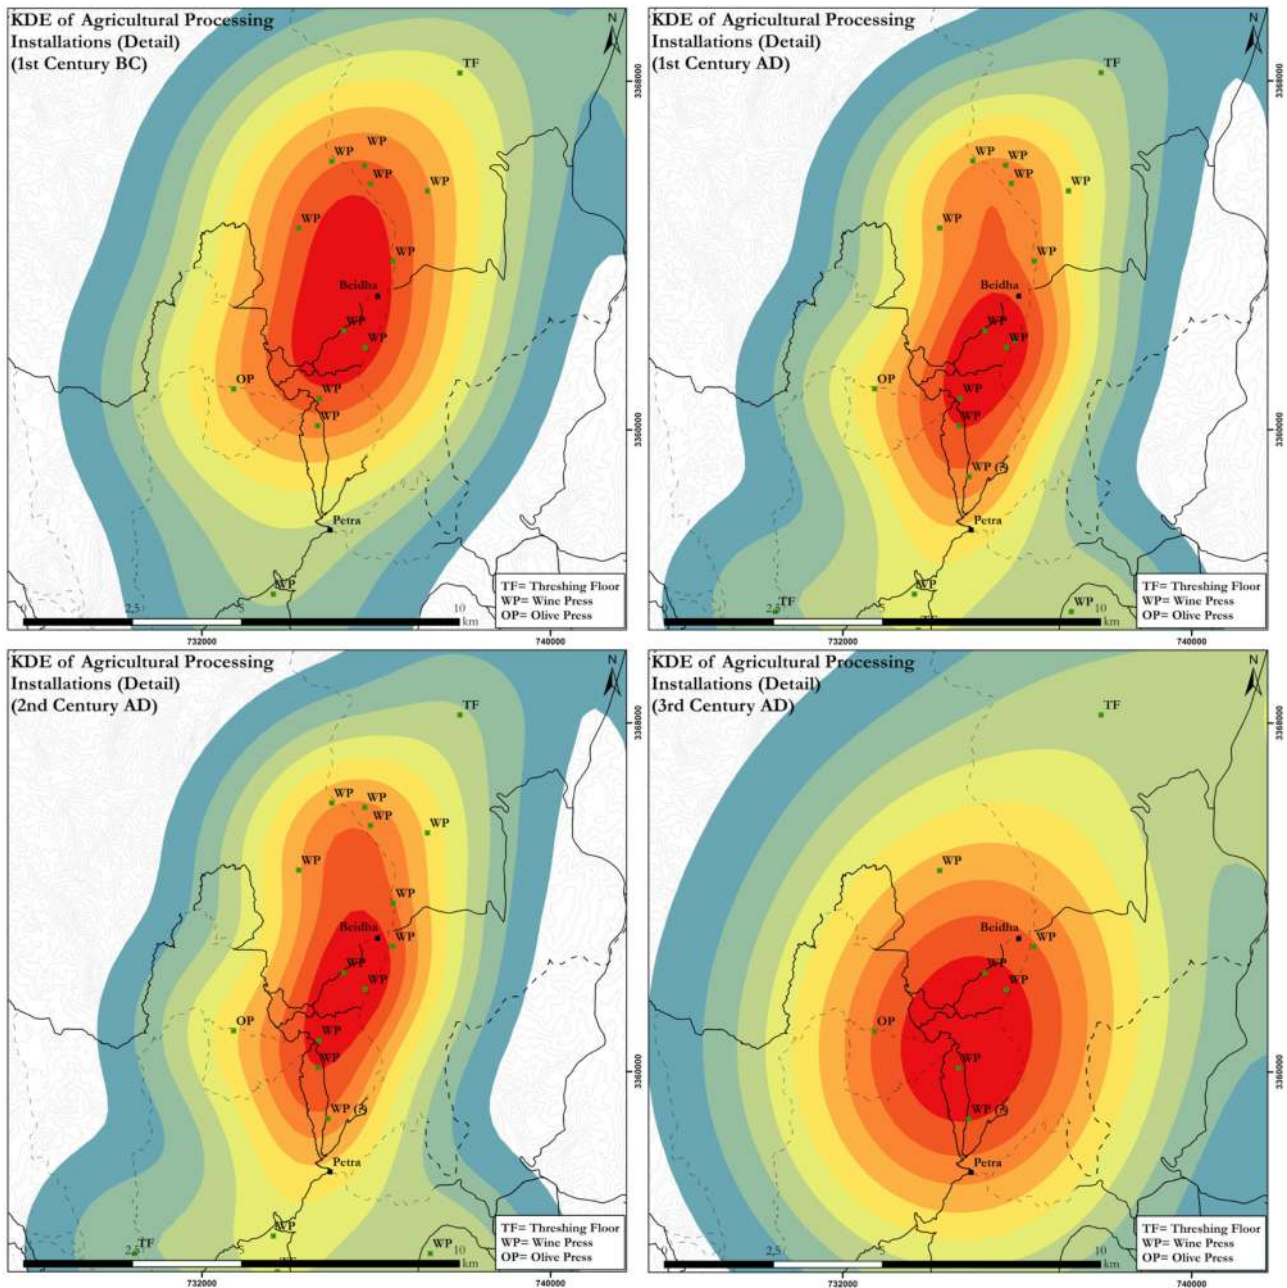 KDE of Agricultural Processing
Installations (Detail)
(1st Century BC)
N
TF
3368000
WP
WP
WP
WP
WP
Beidha
WP
WP
OP
WP
WP
3360000
Petra
WP
TF= Threshing Floor
WP= Wine Press
OP= Olive Press
0 2,5 5 10
km
732000 740000
KDE of Agricultural Processing
Installations (Detail)
(1st Century AD)
N
TF
3368000
WP
WP
WP
WP
WP
WP
Beidha
WP
WP
OP
WP
WP
3360000
WP (?)
Petra
WP
TF
WP
TF
TF= Threshing Floor
WP= Wine Press
OP= Olive Press
0 2,5 5 10
km
732000 740000
KDE of Agricultural Processing
Installations (Detail)
(2nd Century AD)
N
TF
3368000
WP
WP
WP
WP
WP
WP
Beidha
WP
WP
WP
OP
WP
WP
3360000
WP (?)
Petra
WP
TF
WP
TF= Threshing Floor
WP= Wine Press
OP= Olive Press
0 2,5 5 10
km
732000 740000
KDE of Agricultural Processing
Installations (Detail)
(3rd Century AD)
N
TF
3368000
WP
Beidha
WP
WP
WP
OP
WP
3360000
WP (?)
Petra
TF= Threshing Floor
WP= Wine Press
OP= Olive Press
0 2,5 5 10
km
732000 740000